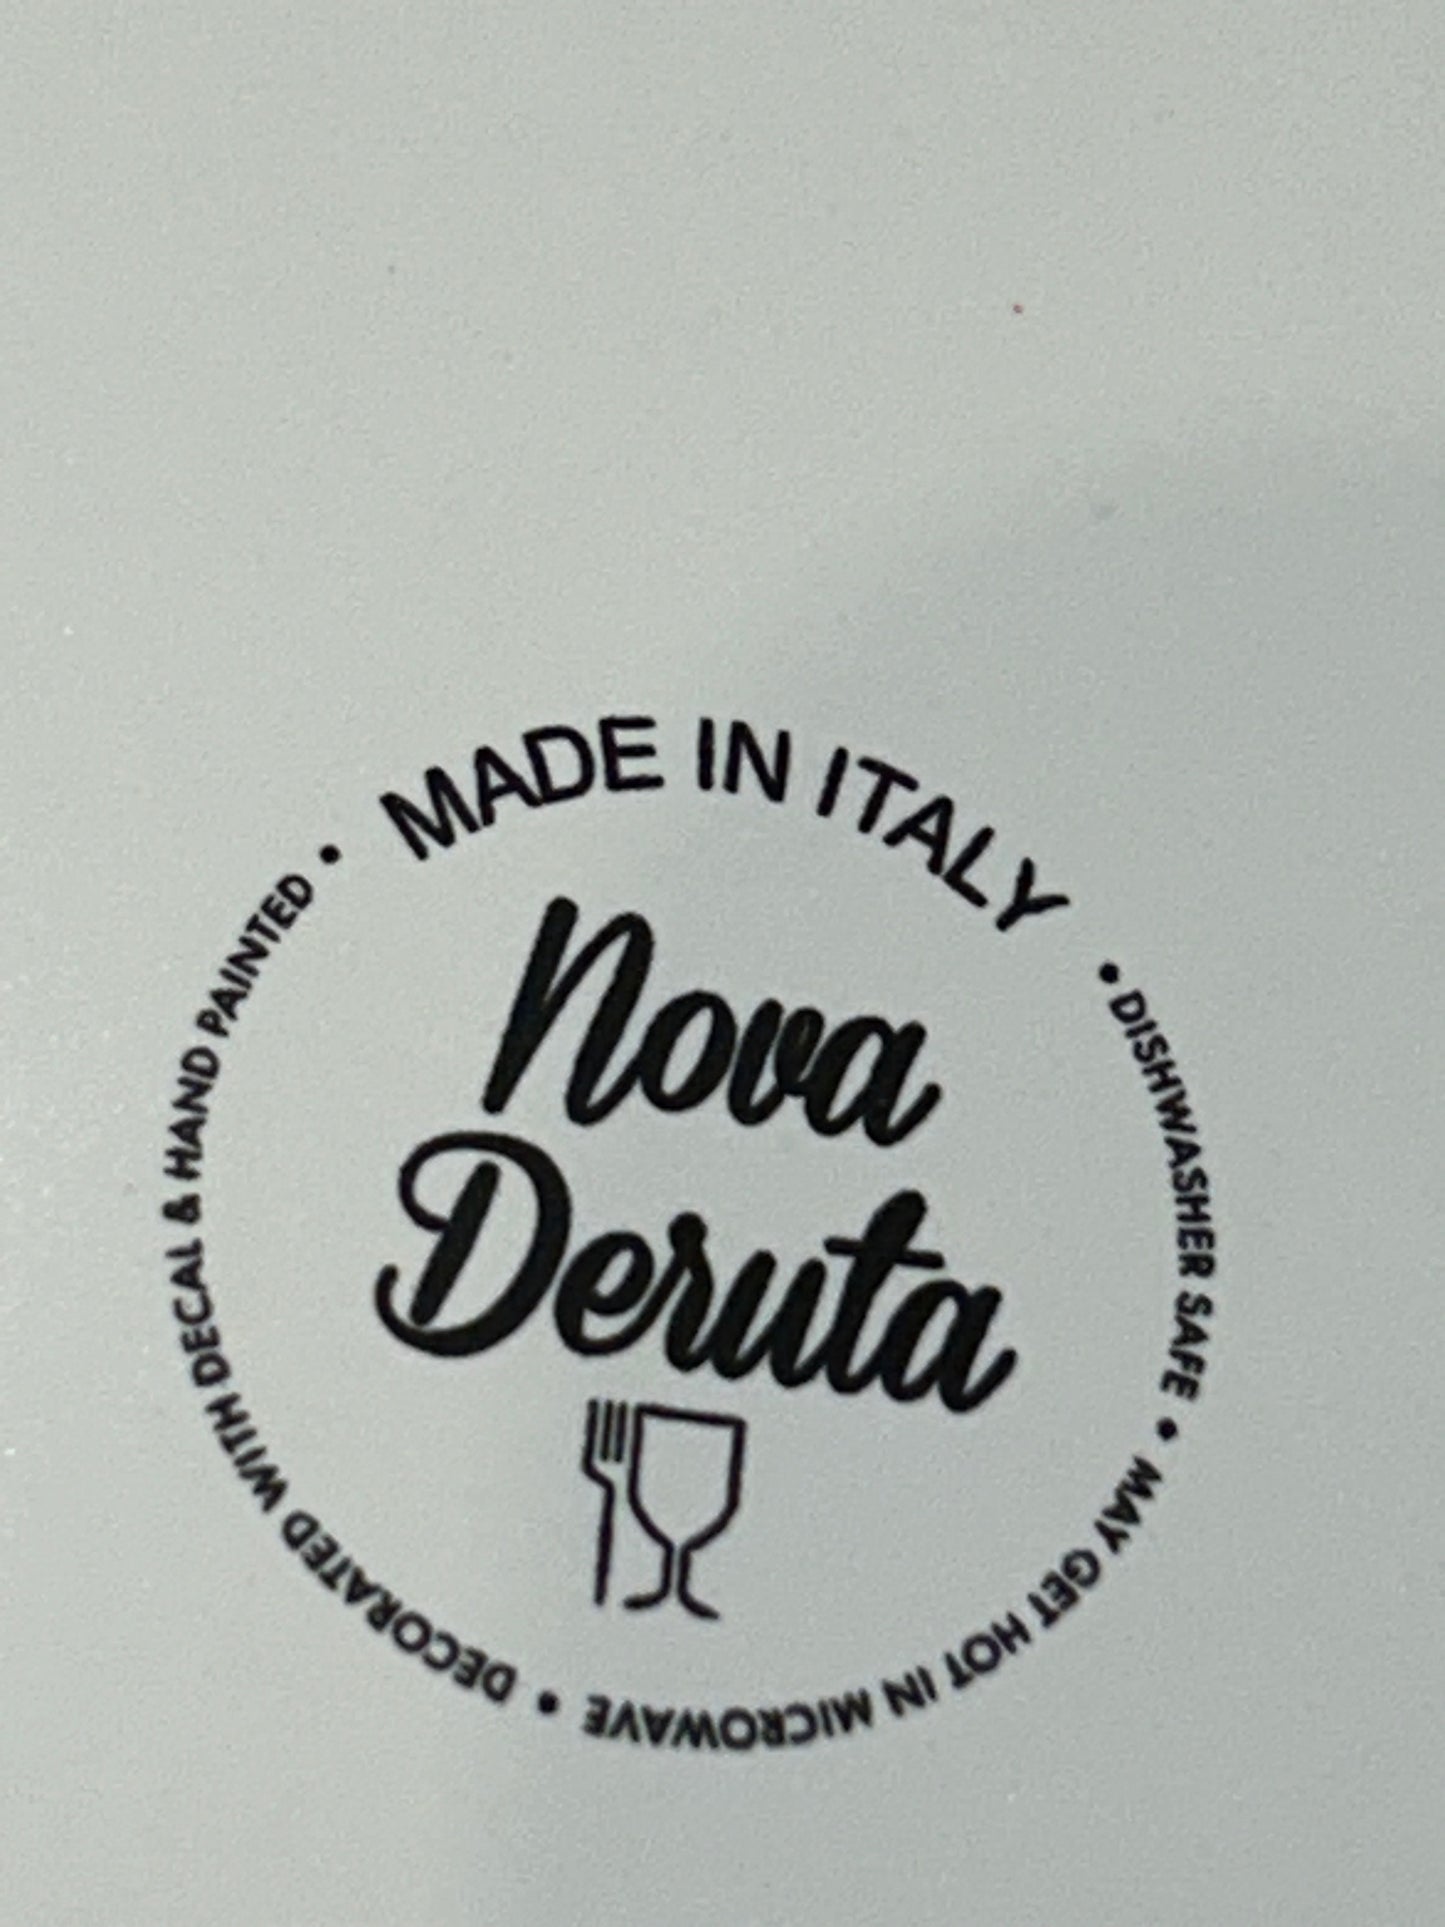 MADE IN ITALY
Nova
Deruta
• DISHWASHER SAFE • MAY GET HOT IN MICROWAVE • DECORATED WITH DECAL & HAND PAINTED •